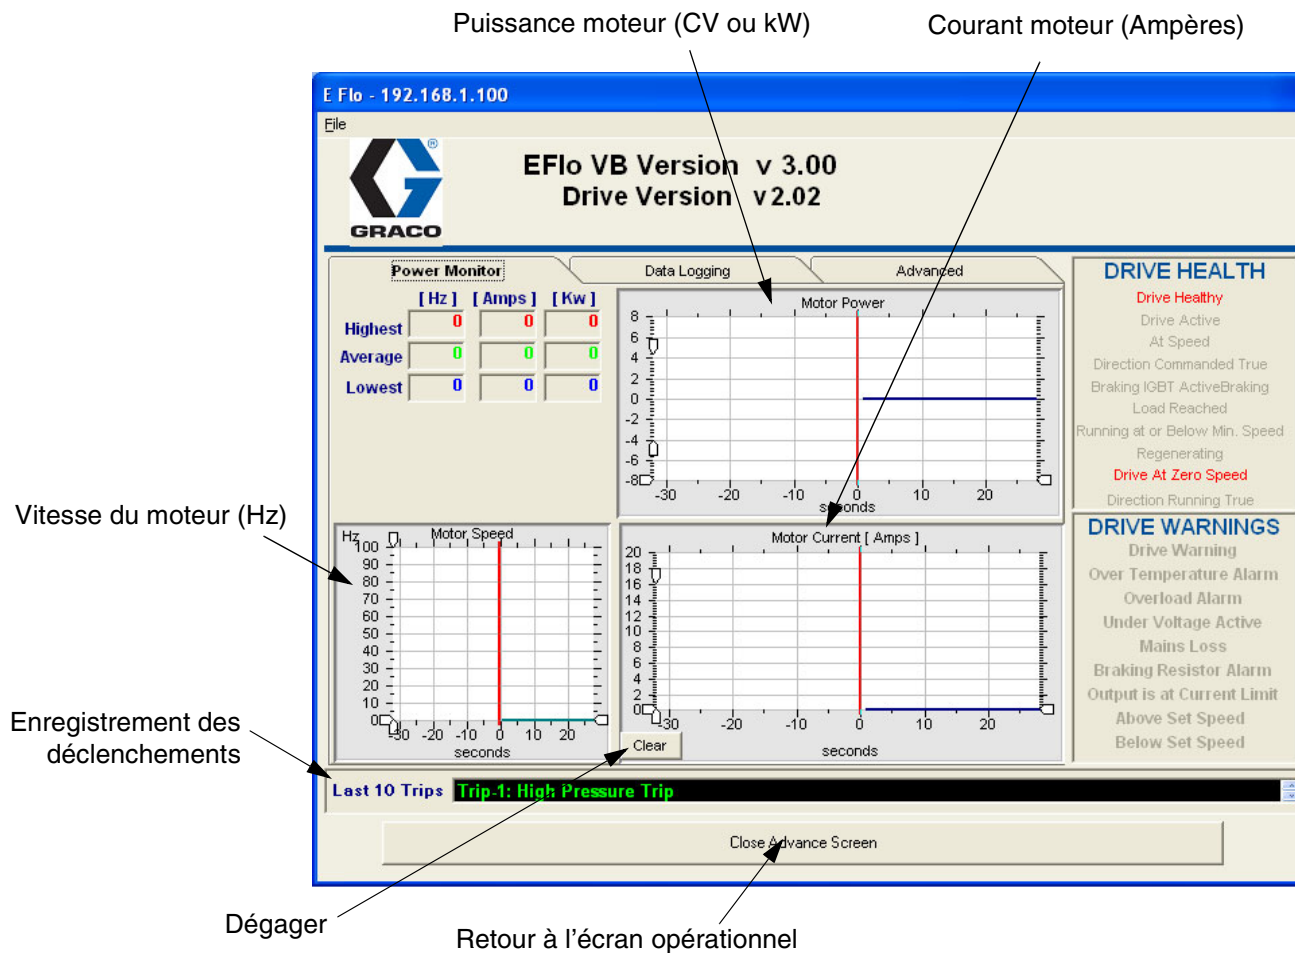 Puissance moteur (CV ou kW)
Courant moteur (Ampères)
E Flo - 192.168.1.100
File
GRACO
EFlo VB Version v 3.00
Drive Version v2.02
Power Monitor
Data Logging
Advanced
[ Hz ] [ Amps ] [ Kw ]
Highest 0 0 0
Average 0 0 0
Lowest 0 0 0
Motor Power
8
6
4
2
0
-2
-4
-6
-8
-30 -20 -10 0 10 20
seconds
DRIVE HEALTH
Drive Healthy
Drive Active
At Speed
Direction Commanded True
Braking IGBT ActiveBraking
Load Reached
Running at or Below Min. Speed
Regenerating
Drive At Zero Speed
Direction Running True
Vitesse du moteur (Hz)
Hz
Motor Speed
100
90
80
70
60
50
40
30
20
10
0
-30 -20 -10 0 10 20
seconds
Motor Current [ Amps ]
20
18
16
14
12
10
8
6
4
2
0
-30 -20 -10 0 10 20
seconds
Clear
DRIVE WARNINGS
Drive Warning
Over Temperature Alarm
Overload Alarm
Under Voltage Active
Mains Loss
Braking Resistor Alarm
Output is at Current Limit
Above Set Speed
Below Set Speed
Enregistrement des
déclenchements
Last 10 Trips Trip-1: High Pressure Trip
Close Advance Screen
Dégager
Retour à l’écran opérationnel